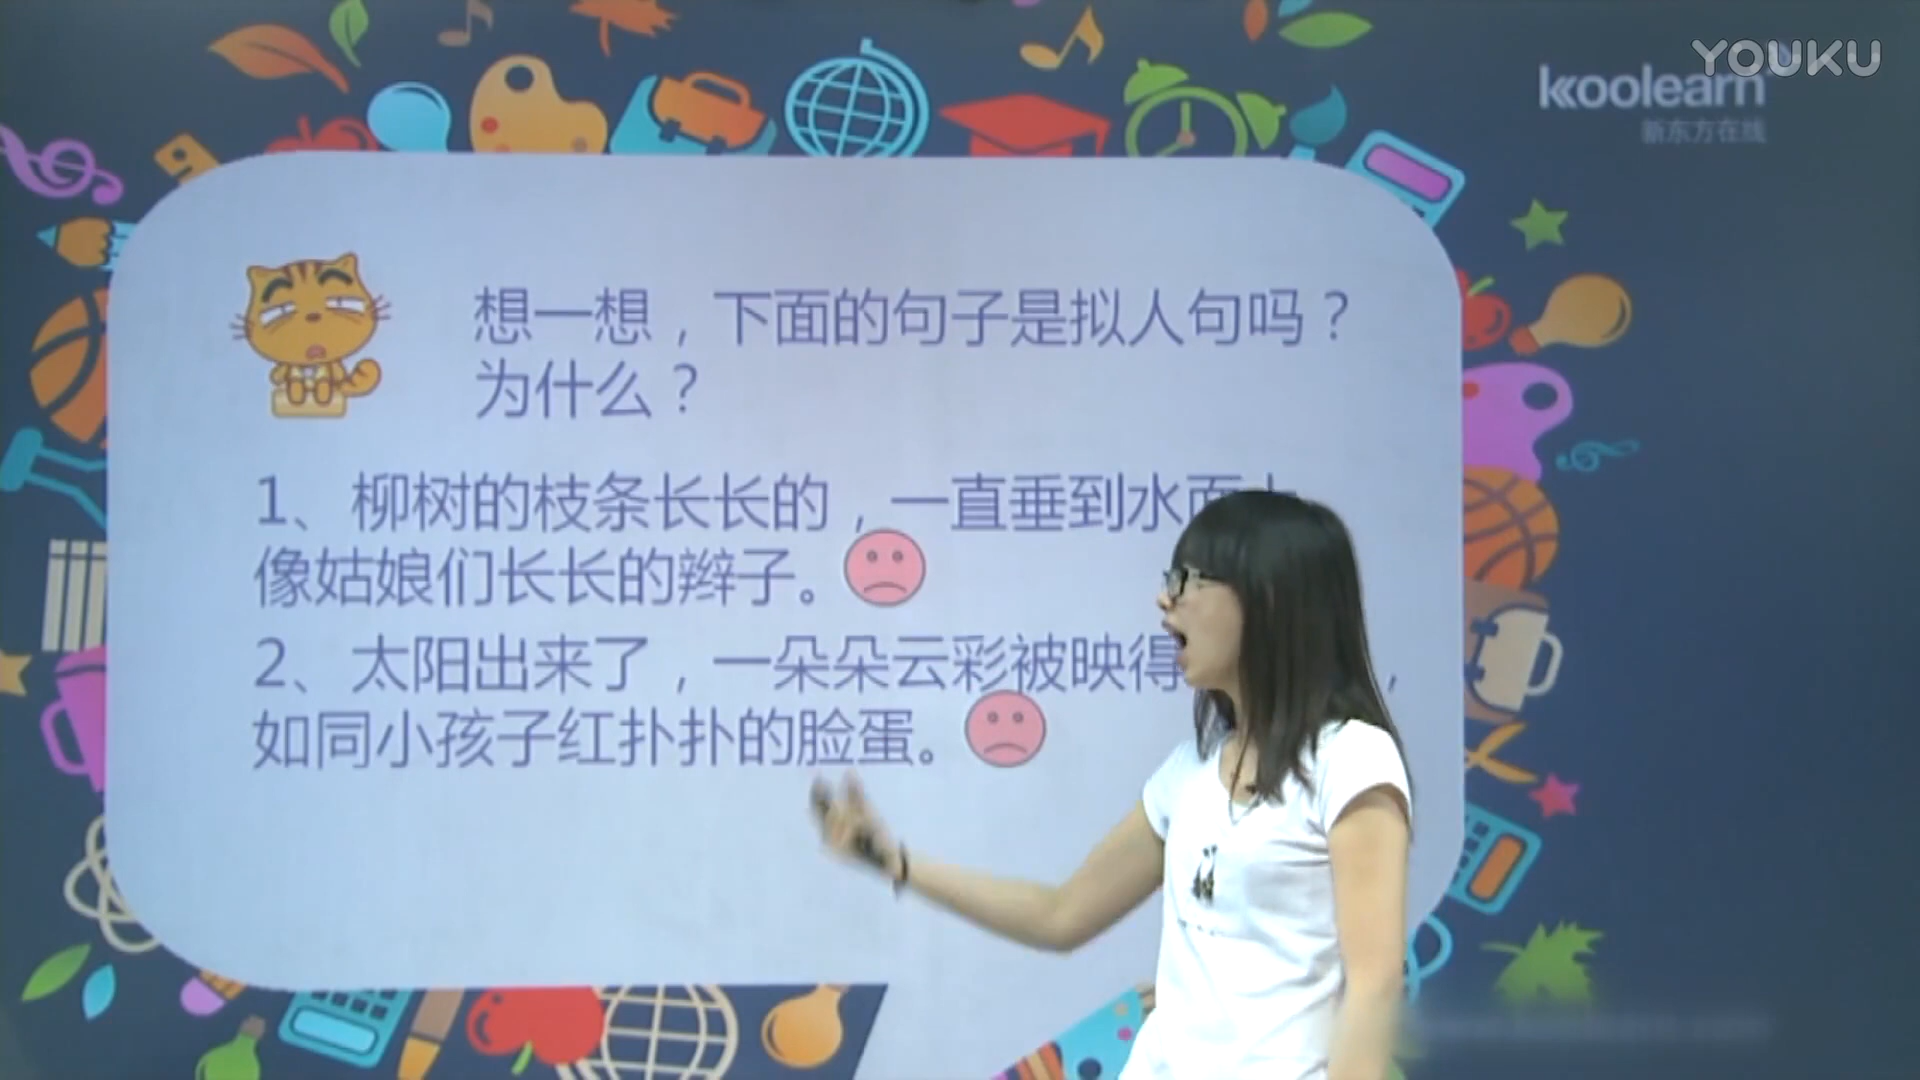 YOUKU
koolearn
新东方在线
想一想，下面的句子是拟人句吗？
为什么？
1、柳树的枝条长长的，一直垂到水面上
像姑娘们长长的辫子。
2、太阳出来了，一朵朵云彩被映得
如同小孩子红扑扑的脸蛋。